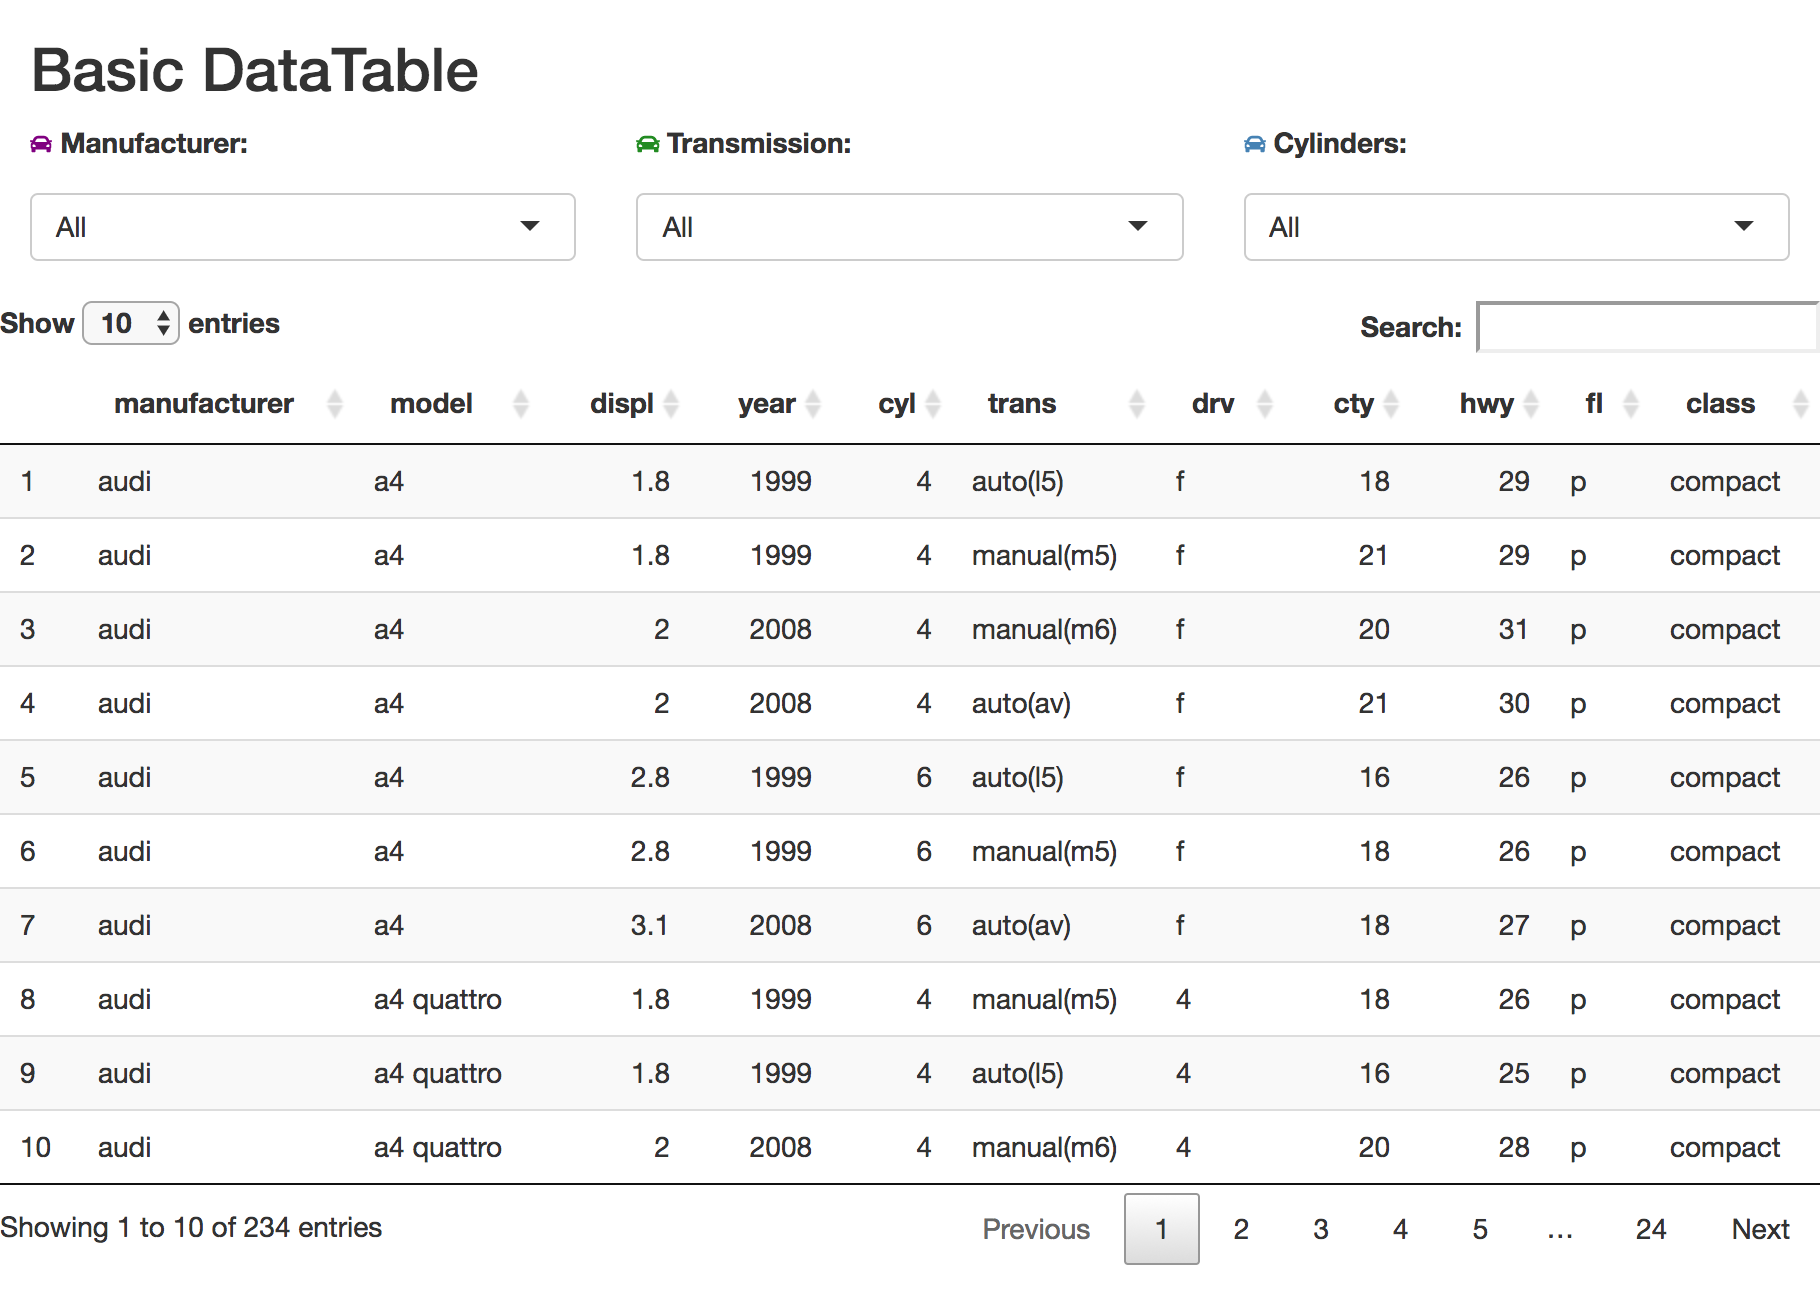 Basic DataTable
Manufacturer: Transmission: Cylinders:
All All All
Show 10 entries Search:
manufacturer model displ year cyl trans drv cty hwy fl class
1 audi a4 1.8 1999 4 auto(l5) f 18 29 p compact
2 audi a4 1.8 1999 4 manual(m5) f 21 29 p compact
3 audi a4 2 2008 4 manual(m6) f 20 31 p compact
4 audi a4 2 2008 4 auto(av) f 21 30 p compact
5 audi a4 2.8 1999 6 auto(l5) f 16 26 p compact
6 audi a4 2.8 1999 6 manual(m5) f 18 26 p compact
7 audi a4 3.1 2008 6 auto(av) f 18 27 p compact
8 audi a4 quattro 1.8 1999 4 manual(m5) 4 18 26 p compact
9 audi a4 quattro 1.8 1999 4 auto(l5) 4 16 25 p compact
10 audi a4 quattro 2 2008 4 manual(m6) 4 20 28 p compact
Showing 1 to 10 of 234 entries Previous 1 2 3 4 5 … 24 Next